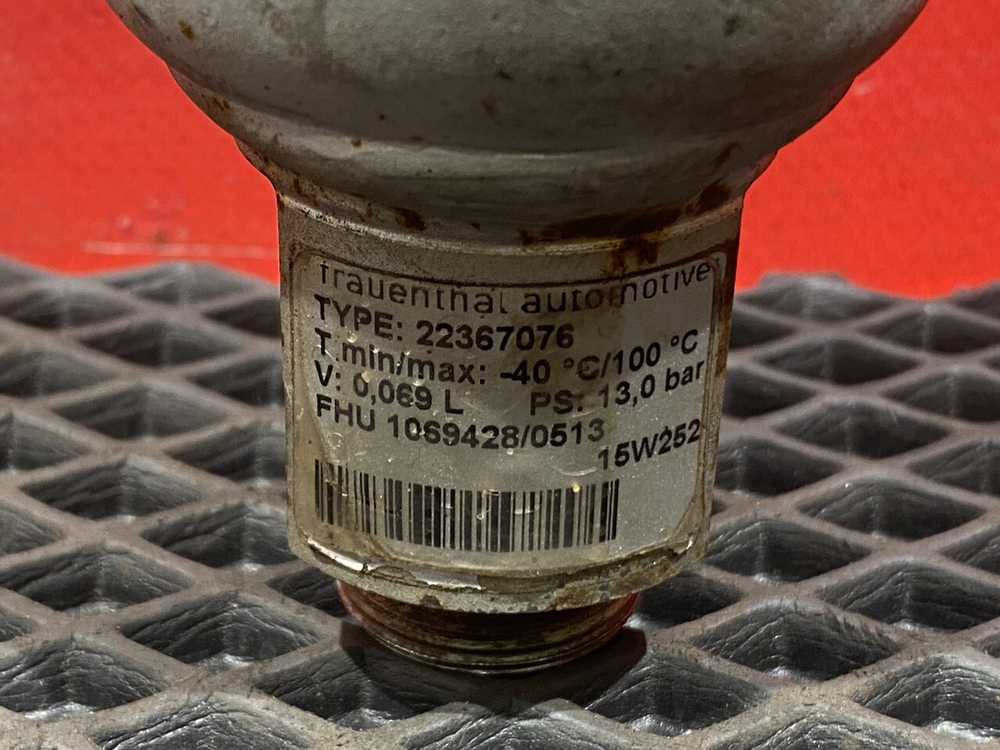 frauenthal automotive
TYPE: 22367076
T.min/max: -40 °C/100 °C
V: 0,069 L PS: 13,0 bar
FHU 1069428/0513
15W252